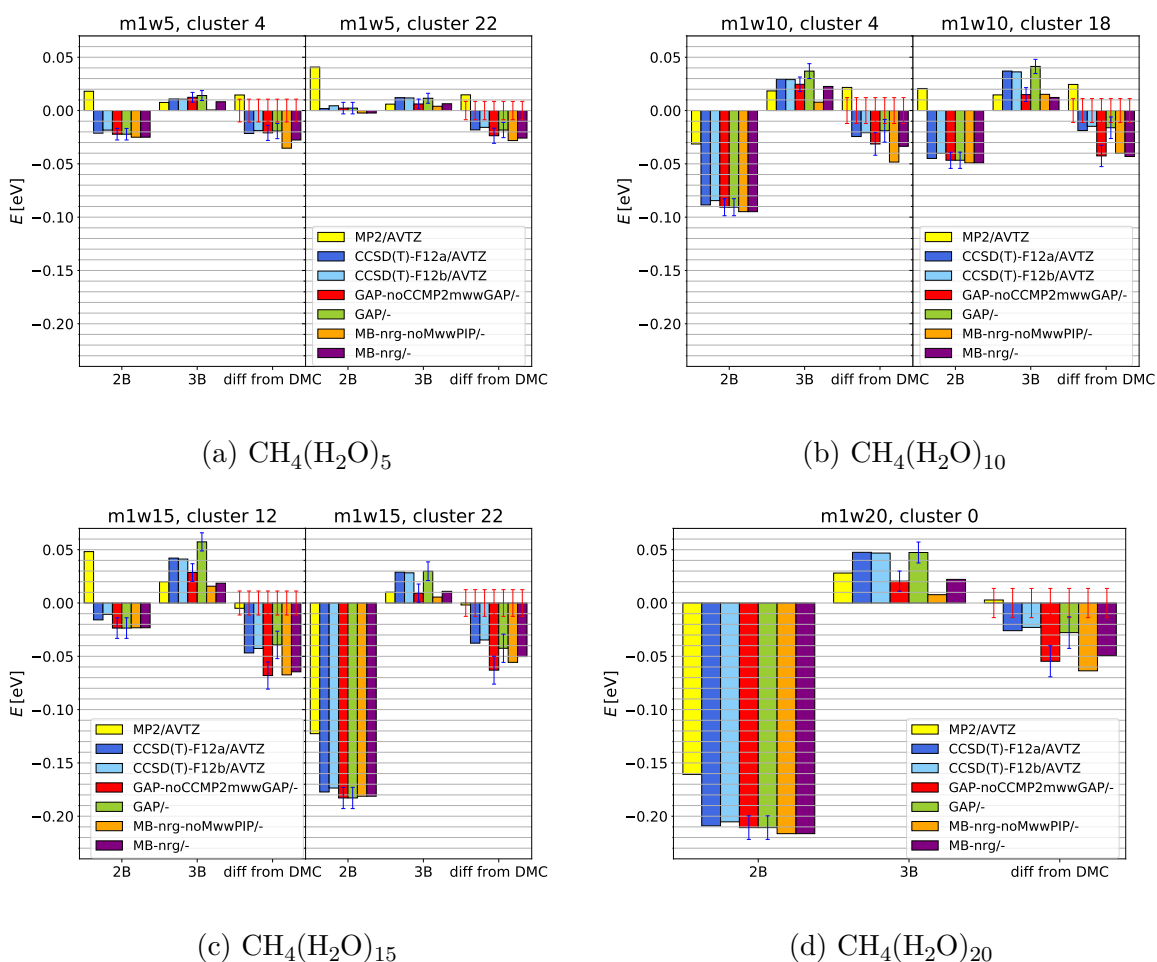 m1w5, cluster 4
m1w5, cluster 22
0.05
0.00
−0.05
−0.10
−0.15
−0.20
E [eV]
MP2/AVTZ
CCSD(T)-F12a/AVTZ
CCSD(T)-F12b/AVTZ
GAP-noCCMP2mwwGAP/-
GAP/-
MB-nrg-noMwwPIP/-
MB-nrg/-
2B 3B diff from DMC 2B 3B diff from DMC
(a) CH₄(H₂O)₅
m1w10, cluster 4
m1w10, cluster 18
0.05
0.00
−0.05
−0.10
−0.15
−0.20
E [eV]
MP2/AVTZ
CCSD(T)-F12a/AVTZ
CCSD(T)-F12b/AVTZ
GAP-noCCMP2mwwGAP/-
GAP/-
MB-nrg-noMwwPIP/-
MB-nrg/-
2B 3B diff from DMC 2B 3B diff from DMC
(b) CH₄(H₂O)₁₀
m1w15, cluster 12
m1w15, cluster 22
0.05
0.00
−0.05
−0.10
−0.15
−0.20
E [eV]
MP2/AVTZ
CCSD(T)-F12a/AVTZ
CCSD(T)-F12b/AVTZ
GAP-noCCMP2mwwGAP/-
GAP/-
MB-nrg-noMwwPIP/-
MB-nrg/-
2B 3B diff from DMC 2B 3B diff from DMC
(c) CH₄(H₂O)₁₅
m1w20, cluster 0
0.05
0.00
−0.05
−0.10
−0.15
−0.20
E [eV]
MP2/AVTZ
CCSD(T)-F12a/AVTZ
CCSD(T)-F12b/AVTZ
GAP-noCCMP2mwwGAP/-
GAP/-
MB-nrg-noMwwPIP/-
MB-nrg/-
2B 3B diff from DMC
(d) CH₄(H₂O)₂₀